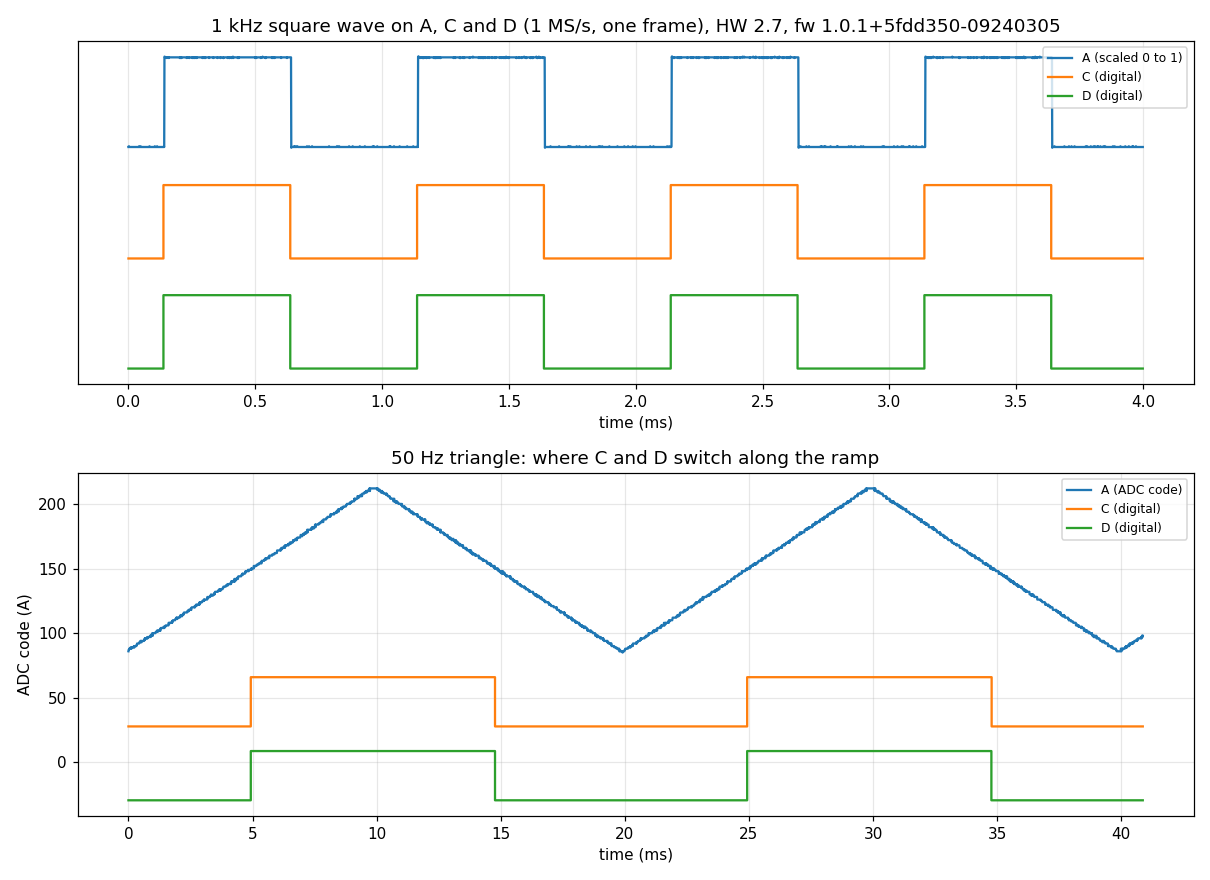 1 kHz square wave on A, C and D (1 MS/s, one frame), HW 2.7, fw 1.0.1+5fdd350-09240305
A (scaled 0 to 1)
C (digital)
D (digital)
0.0 0.5 1.0 1.5 2.0 2.5 3.0 3.5 4.0
time (ms)
50 Hz triangle: where C and D switch along the ramp
A (ADC code)
C (digital)
D (digital)
ADC code (A)
200
150
100
50
0
0 5 10 15 20 25 30 35 40
time (ms)